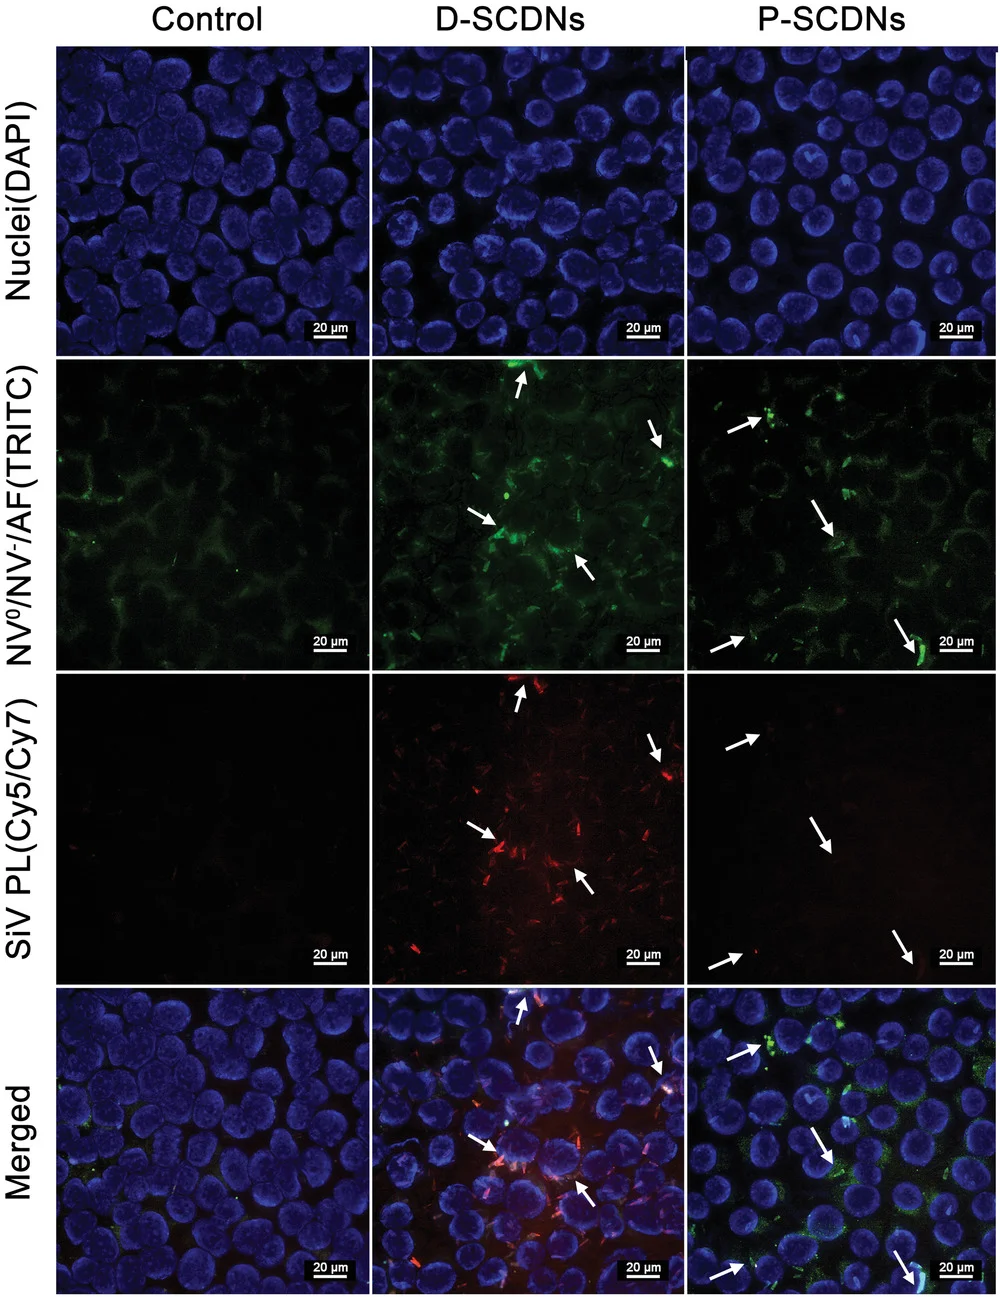 Control D-SCDNs P-SCDNs
Nuclei(DAPI)
20 µm 20 µm 20 µm
NV⁰/NV⁻/AF(TRITC)
20 µm 20 µm 20 µm
SiV PL(Cy5/Cy7)
20 µm 20 µm 20 µm
Merged
20 µm 20 µm 20 µm